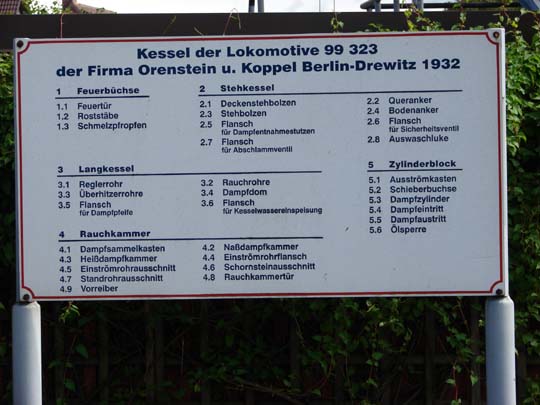 Kessel der Lokomotive 99 323
der Firma Orenstein u. Koppel Berlin-Drewitz 1932
1 Feuerbüchse
1.1 Feuertür
1.2 Roststäbe
1.3 Schmelzpfropfen
2 Stehkessel
2.1 Deckenstehbolzen
2.3 Stehbolzen
2.5 Flansch
für Dampfentnahmestutzen
2.7 Flansch
für Abschlammventil
2.2 Queranker
2.4 Bodenanker
2.6 Flansch
für Sicherheitsventil
2.8 Auswaschluke
3 Langkessel
3.1 Reglerrohr
3.3 Überhitzerrohre
3.5 Flansch
für Dampfpfeife
3.2 Rauchrohre
3.4 Dampfdom
3.6 Flansch
für Kesselwassereinspeisung
4 Rauchkammer
4.1 Dampfsammelkasten
4.3 Heißdampfkammer
4.5 Einströmrohrausschnitt
4.7 Standrohrausschnitt
4.9 Vorreiber
4.2 Naßdampfkammer
4.4 Einströmrohrflansch
4.6 Schornsteinausschnitt
4.8 Rauchkammertür
5 Zylinderblock
5.1 Ausströmkasten
5.2 Schieberbuchse
5.3 Dampfzylinder
5.4 Dampfeintritt
5.5 Dampfaustritt
5.6 Ölsperre